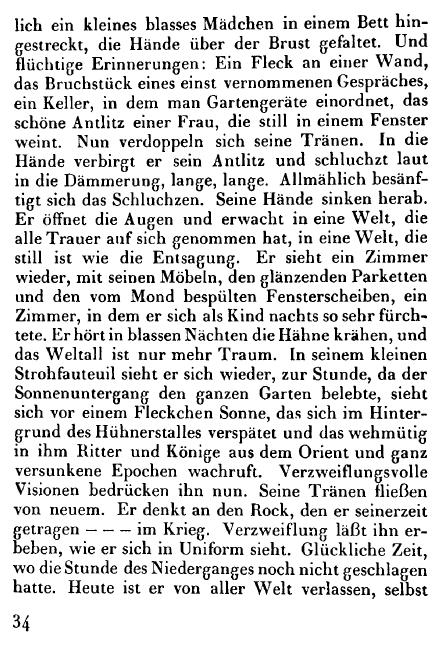 lich ein kleines blasses Mädchen in einem Bett hin-
gestreckt, die Hände über der Brust gefaltet. Und
flüchtige Erinnerungen: Ein Fleck an einer Wand,
das Bruchstück eines einst vernommenen Gespräches,
ein Keller, in dem man Gartengeräte einordnet, das
schöne Antlitz einer Frau, die still in einem Fenster
weint. Nun verdoppeln sich seine Tränen. In die
Hände verbirgt er sein Antlitz und schluchzt laut
in die Dämmerung, lange, lange. Allmählich besänf-
tigt sich das Schluchzen. Seine Hände sinken herab.
Er öffnet die Augen und erwacht in eine Welt, die
alle Trauer auf sich genommen hat, in eine Welt, die
still ist wie die Entsagung. Er sieht ein Zimmer
wieder, mit seinen Möbeln, den glänzenden Parketten
und den vom Mond bespülten Fensterscheiben, ein
Zimmer, in dem er sich als Kind nachts so sehr fürch-
tete. Er hört in blassen Nächten die Hähne krähen, und
das Weltall ist nur mehr Traum. In seinem kleinen
Strohfauteuil sieht er sich wieder, zur Stunde, da der
Sonnenuntergang den ganzen Garten belebte, sieht
sich vor einem Fleckchen Sonne, das sich im Hinter-
grund des Hühnerstalles verspätet und das wehmütig
in ihm Ritter und Könige aus dem Orient und ganz
versunkene Epochen wachruft. Verzweiflungsvolle
Visionen bedrücken ihn nun. Seine Tränen fließen
von neuem. Er denkt an den Rock, den er seinerzeit
getragen – – – im Krieg. Verzweiflung läßt ihn er-
beben, wie er sich in Uniform sieht. Glückliche Zeit,
wo die Stunde des Niederganges noch nicht geschlagen
hatte. Heute ist er von aller Welt verlassen, selbst
34